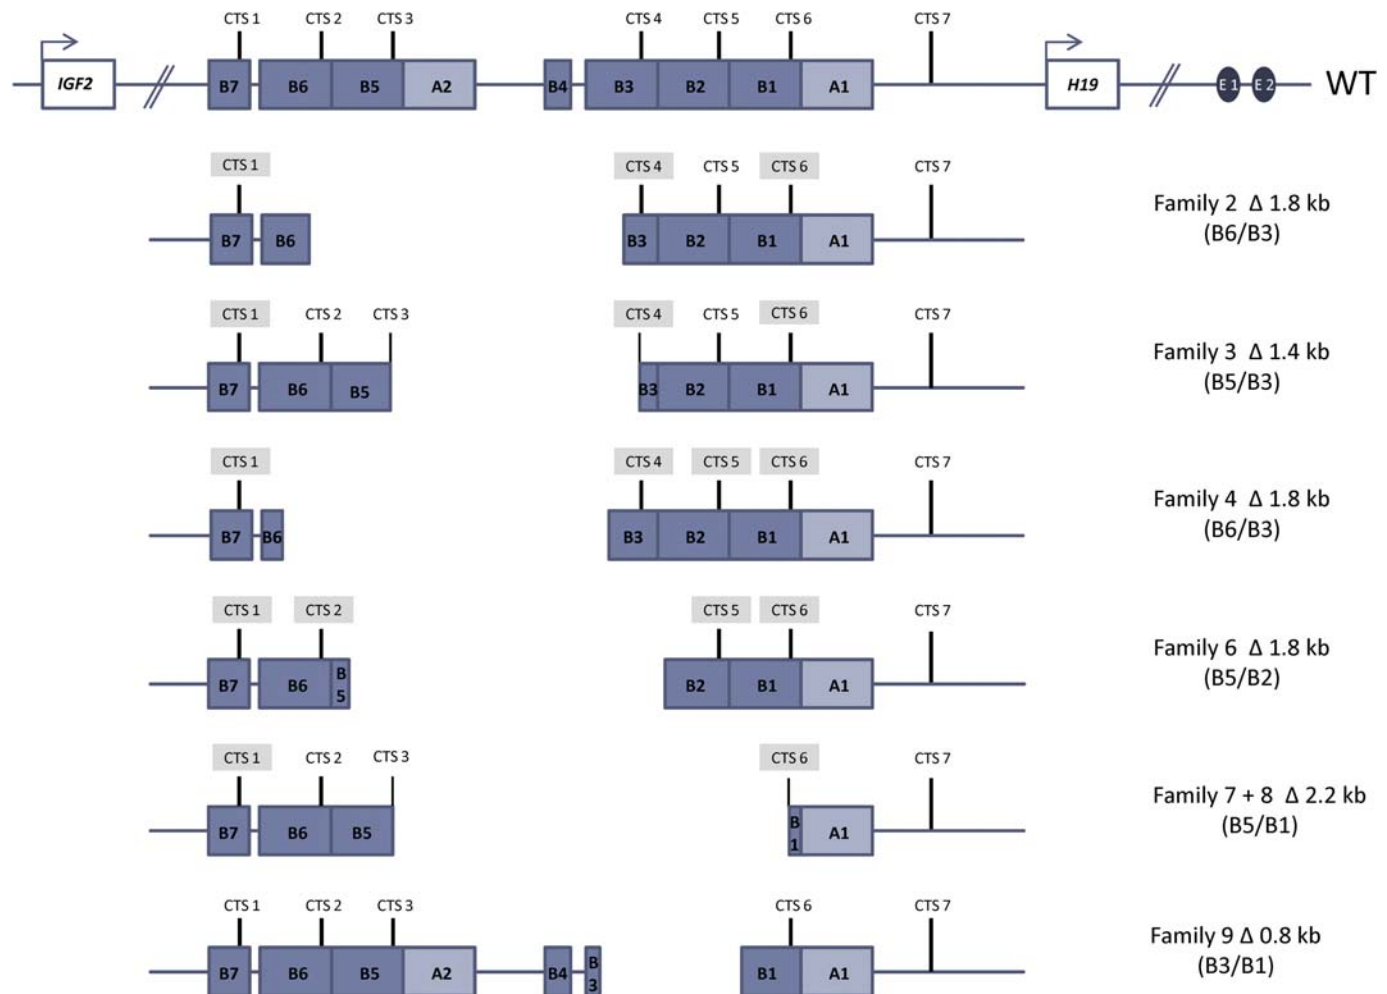 CTS 1 CTS 2 CTS 3 CTS 4 CTS 5 CTS 6 CTS 7
IGF2 B7 B6 B5 A2 B4 B3 B2 B1 A1 H19 E 1 E 2 WT
CTS 1 CTS 4 CTS 5 CTS 6 CTS 7
Family 2 Δ 1.8 kb
(B6/B3)
B7 B6 B3 B2 B1 A1
CTS 1 CTS 2 CTS 3 CTS 4 CTS 5 CTS 6 CTS 7
Family 3 Δ 1.4 kb
(B5/B3)
B7 B6 B5 B3 B2 B1 A1
CTS 1 CTS 4 CTS 5 CTS 6 CTS 7
Family 4 Δ 1.8 kb
(B6/B3)
B7 B6 B3 B2 B1 A1
CTS 1 CTS 2 CTS 5 CTS 6 CTS 7
Family 6 Δ 1.8 kb
(B5/B2)
B7 B6 B5 B2 B1 A1
CTS 1 CTS 2 CTS 3 CTS 6 CTS 7
Family 7 + 8 Δ 2.2 kb
(B5/B1)
B7 B6 B5 B1 A1
CTS 1 CTS 2 CTS 3 CTS 6 CTS 7
Family 9 Δ 0.8 kb
(B3/B1)
B7 B6 B5 A2 B4 B3 B1 A1